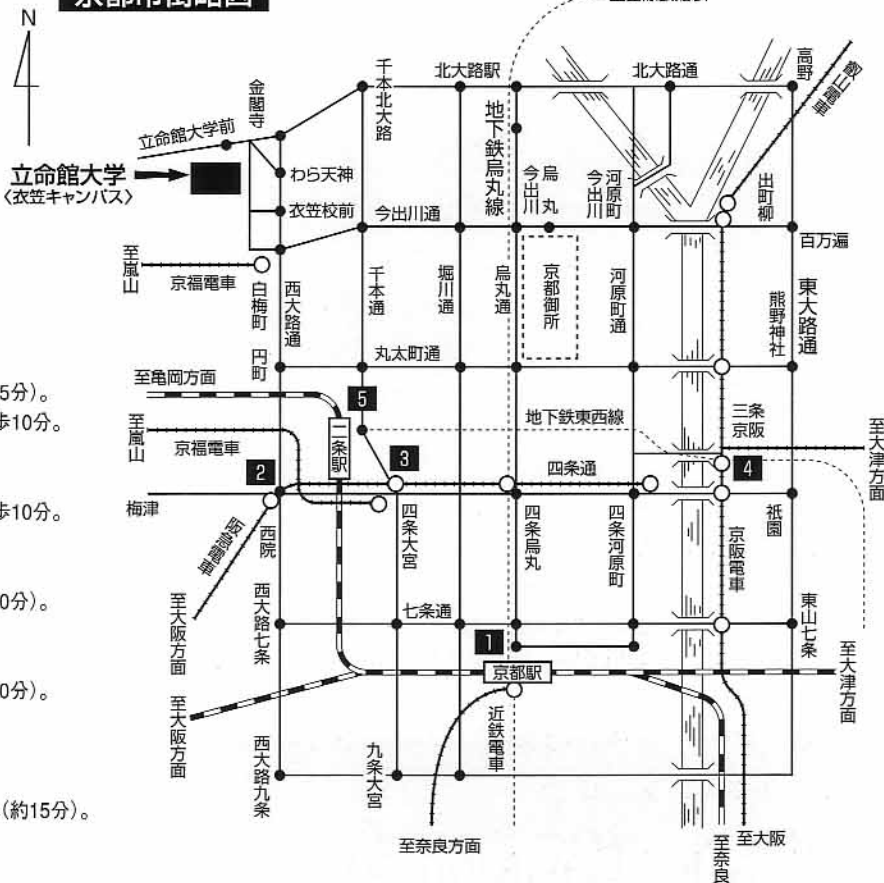 京都市街略図
N
金閣寺
千本北大路
北大路駅
北大路通
高野
叡山電車
立命館大学前
地下鉄烏丸線
立命館大学
〈衣笠キャンパス〉
わら天神
衣笠校前
今出川通
烏丸
今出川
河原町
今出川
出町柳
百万遍
至嵐山
京福電車
白梅町
西大路通
千本通
堀川通
烏丸通
京都御所
河原町通
熊野神社
東大路通
円町
丸太町通
5分)。
至亀岡方面
5
歩10分。
至嵐山
京福電車
二条駅
地下鉄東西線
三条
京阪
至大津方面
2
3
四条通
4
梅津
歩10分。
阪急電車
西院
四条大宮
四条烏丸
四条河原町
京阪電車
祇園
0分)。
至大阪方面
西大路七条
七条通
東山七条
1
京都駅
至大津方面
0分)。
至大阪方面
西大路九条
九条大宮
近鉄電車
(約15分)。
至奈良方面
至奈良
至大阪